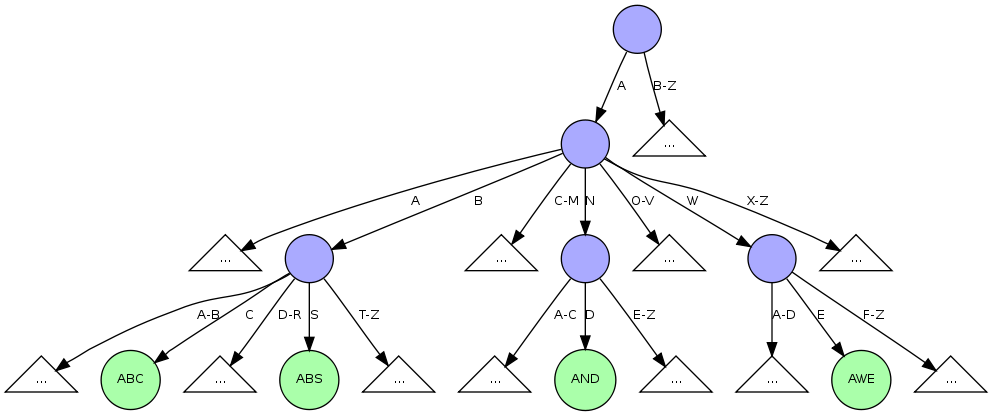 A
B-Z
...
A
B
C-M
N
O-V
W
X-Z
...
...
...
...
A-B
C
D-R
S
T-Z
A-C
D
E-Z
A-D
E
F-Z
...
ABC
...
ABS
...
...
AND
...
...
AWE
...